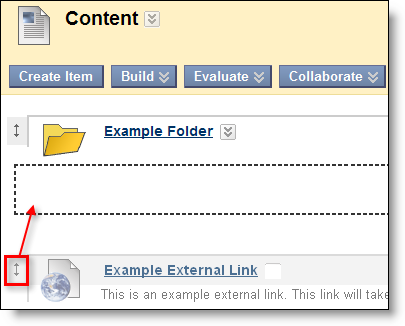 Content
Create Item Build Evaluate Collaborate
Example Folder
Example External Link
This is an example external link. This link will take